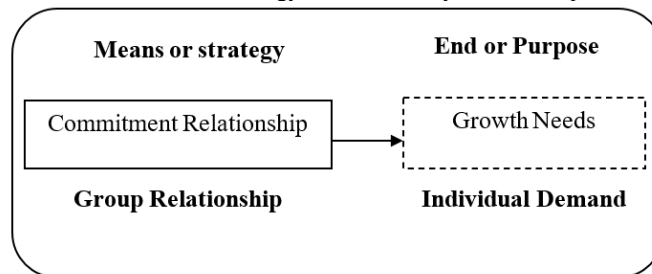 Means or strategy
End or Purpose
Commitment Relationship
Growth Needs
Group Relationship
Individual Demand